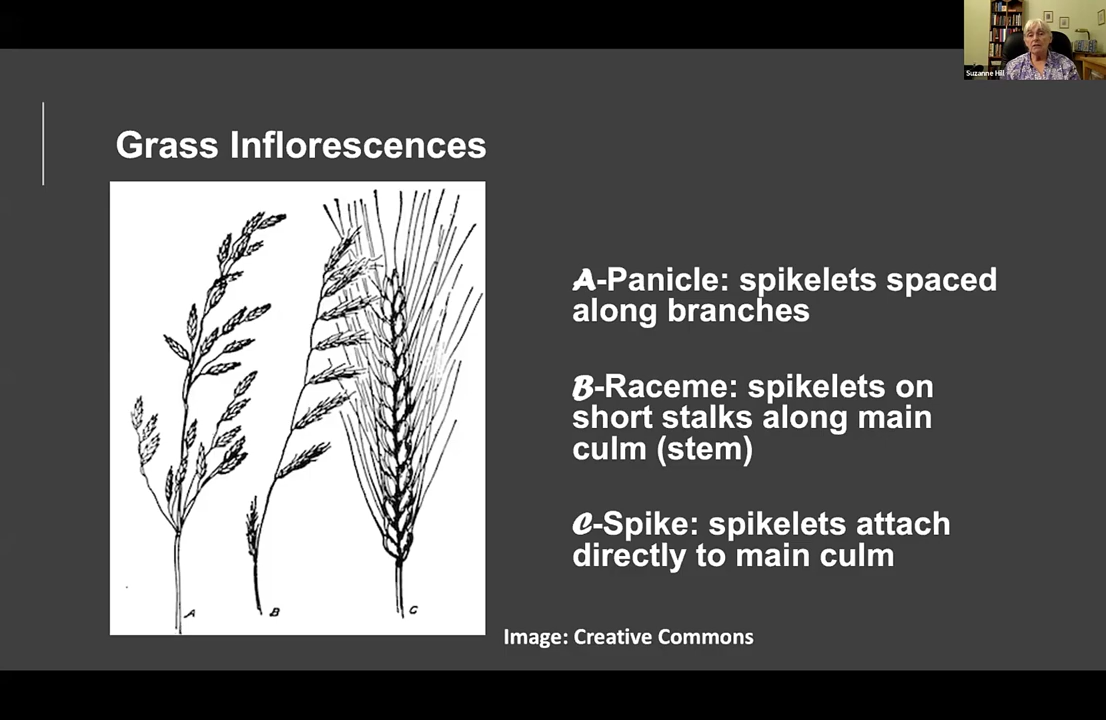 Suzanne Hill
Grass Inflorescences
A-Panicle: spikelets spaced
along branches
B-Raceme: spikelets on
short stalks along main
culm (stem)
C-Spike: spikelets attach
directly to main culm
A B C
Image: Creative Commons